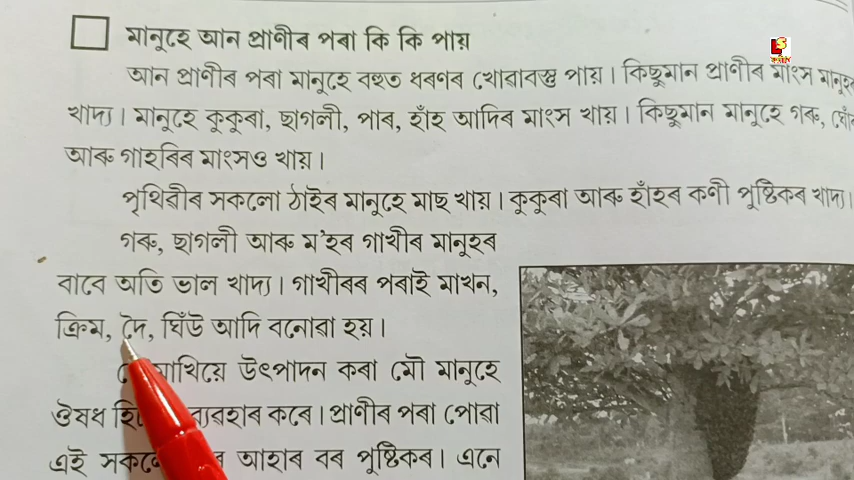 মানুহে আন প্ৰাণীৰ পৰা কি কি পায়
আন প্ৰাণীৰ পৰা মানুহে বহুত ধৰণৰ খোৱাবস্তু পায়। কিছুমান প্ৰাণীৰ মাংস
খাদ্য। মানুহে কুকুৰা, ছাগলী, পাৰ, হাঁহ আদিৰ মাংস খায়। কিছুমান মানুহে গৰু,
আৰু গাহৰিৰ মাংসও খায়।
পৃথিৱীৰ সকলো ঠাইৰ মানুহে মাছ খায়। কুকুৰা আৰু হাঁহৰ কণী পুষ্টিকৰ খাদ্য।
গৰু, ছাগলী আৰু ম'হৰ গাখীৰ মানুহৰ
বাবে অতি ভাল খাদ্য। গাখীৰৰ পৰাই মাখন,
ক্ৰিম, দৈ, ঘিঁউ আদি বনোৱা হয়।
উৎপাদন কৰা মৌ মানুহে
ঔষধ কৰে। প্ৰাণীৰ পৰা পোৱা
এই আহাৰ বৰ পুষ্টিকৰ। এনে